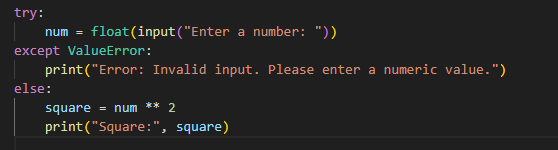 try:
    num = float(input("Enter a number: "))
except ValueError:
    print("Error: Invalid input. Please enter a numeric value.")
else:
    square = num ** 2
    print("Square:", square)